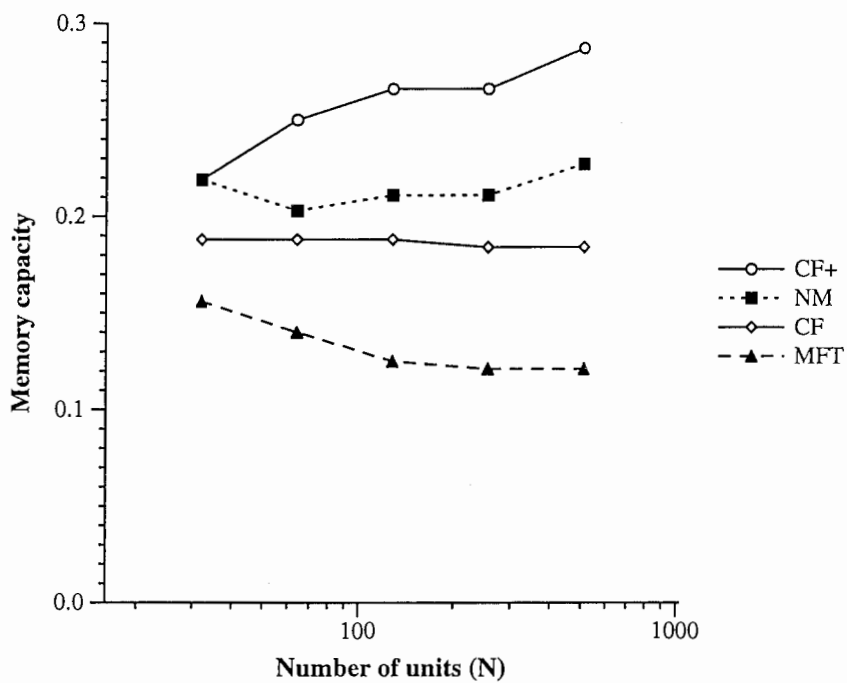 0.3
0.2
0.1
0.0
Memory capacity
100
1000
Number of units (N)
CF+
NM
CF
MFT